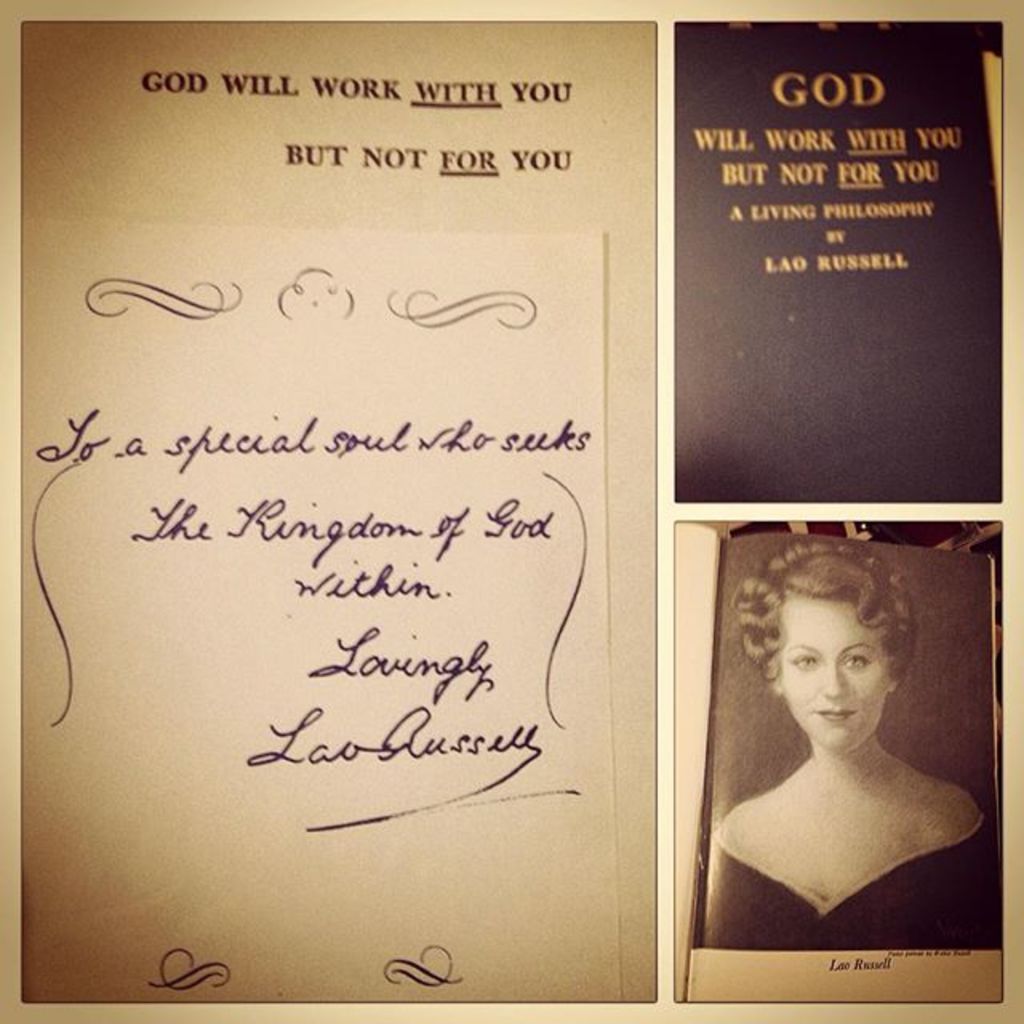 GOD WILL WORK WITH YOU
BUT NOT FOR YOU
To a special soul who seeks
The Kingdom of God
within.
Lovingly
Lao Russell
GOD
WILL WORK WITH YOU
BUT NOT FOR YOU
A LIVING PHILOSOPHY
BY
LAO RUSSELL
Lao Russell